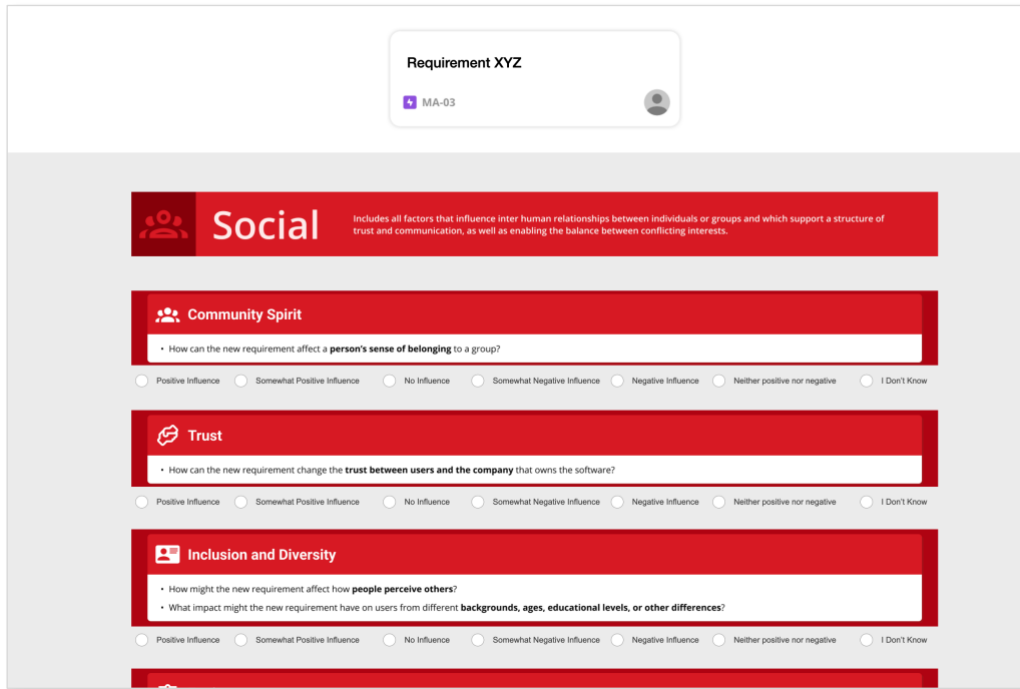 Requirement XYZ
MA-03
Social
Includes all factors that influence inter human relationships between individuals or groups and which support a structure of
trust and communication, as well as enabling the balance between conflicting interests.
Community Spirit
• How can the new requirement affect a person's sense of belonging to a group?
Positive Influence Somewhat Positive Influence No Influence Somewhat Negative Influence Negative Influence Neither positive nor negative I Don't Know
Trust
• How can the new requirement change the trust between users and the company that owns the software?
Positive Influence Somewhat Positive Influence No Influence Somewhat Negative Influence Negative Influence Neither positive nor negative I Don't Know
Inclusion and Diversity
• How might the new requirement affect how people perceive others?
• What impact might the new requirement have on users from different backgrounds, ages, educational levels, or other differences?
Positive Influence Somewhat Positive Influence No Influence Somewhat Negative Influence Negative Influence Neither positive nor negative I Don't Know